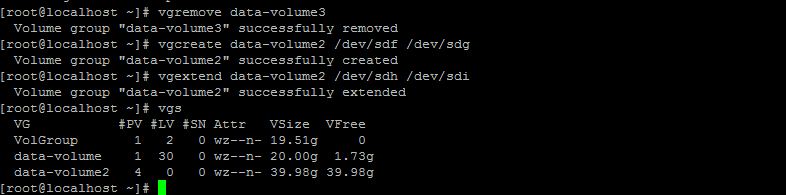 [root@localhost ~]# vgremove data-volume3
  Volume group "data-volume3" successfully removed
[root@localhost ~]# vgcreate data-volume2 /dev/sdf /dev/sdg
  Volume group "data-volume2" successfully created
[root@localhost ~]# vgextend data-volume2 /dev/sdh /dev/sdi
  Volume group "data-volume2" successfully extended
[root@localhost ~]# vgs
  VG           #PV #LV #SN Attr   VSize  VFree
  VolGroup       1   2   0 wz--n- 19.51g     0
  data-volume    1  30   0 wz--n- 20.00g  1.73g
  data-volume2   4   0   0 wz--n- 39.98g 39.98g
[root@localhost ~]#